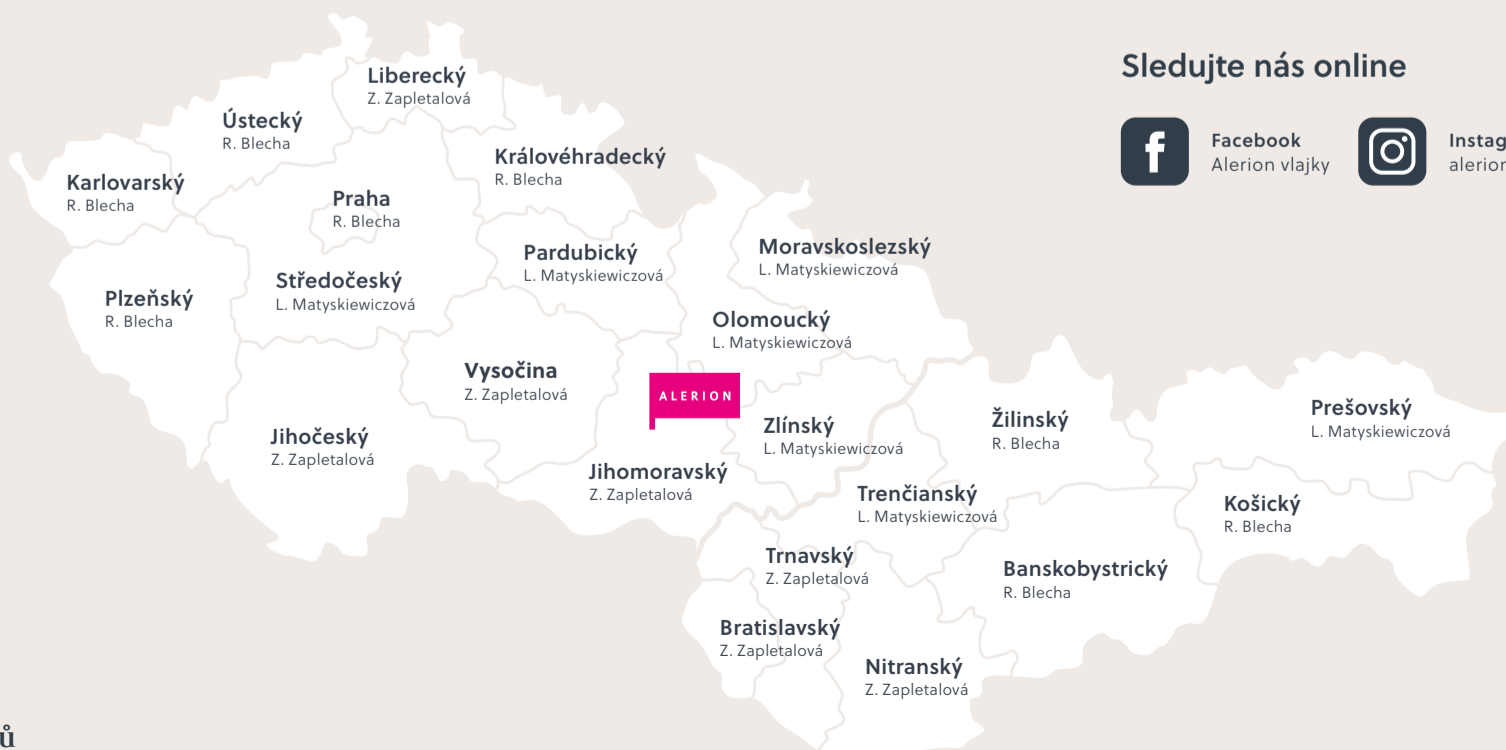 Sledujte nás online
Facebook
Alerion vlajky
Liberecký
Z. Zapletalová
Ústecký
R. Blecha
Královéhradecký
R. Blecha
Karlovarský
R. Blecha
Praha
R. Blecha
Pardubický
L. Matyskiewiczová
Moravskoslezský
L. Matyskiewiczová
Středočeský
L. Matyskiewiczová
Plzeňský
R. Blecha
Olomoucký
L. Matyskiewiczová
Vysočina
Z. Zapletalová
ALERION
Zlínský
L. Matyskiewiczová
Žilinský
R. Blecha
Prešovský
L. Matyskiewiczová
Jihočeský
Z. Zapletalová
Jihomoravský
Z. Zapletalová
Trenčianský
L. Matyskiewiczová
Košický
R. Blecha
Trnavský
Z. Zapletalová
Banskobystrický
R. Blecha
Bratislavský
Z. Zapletalová
Nitranský
Z. Zapletalová